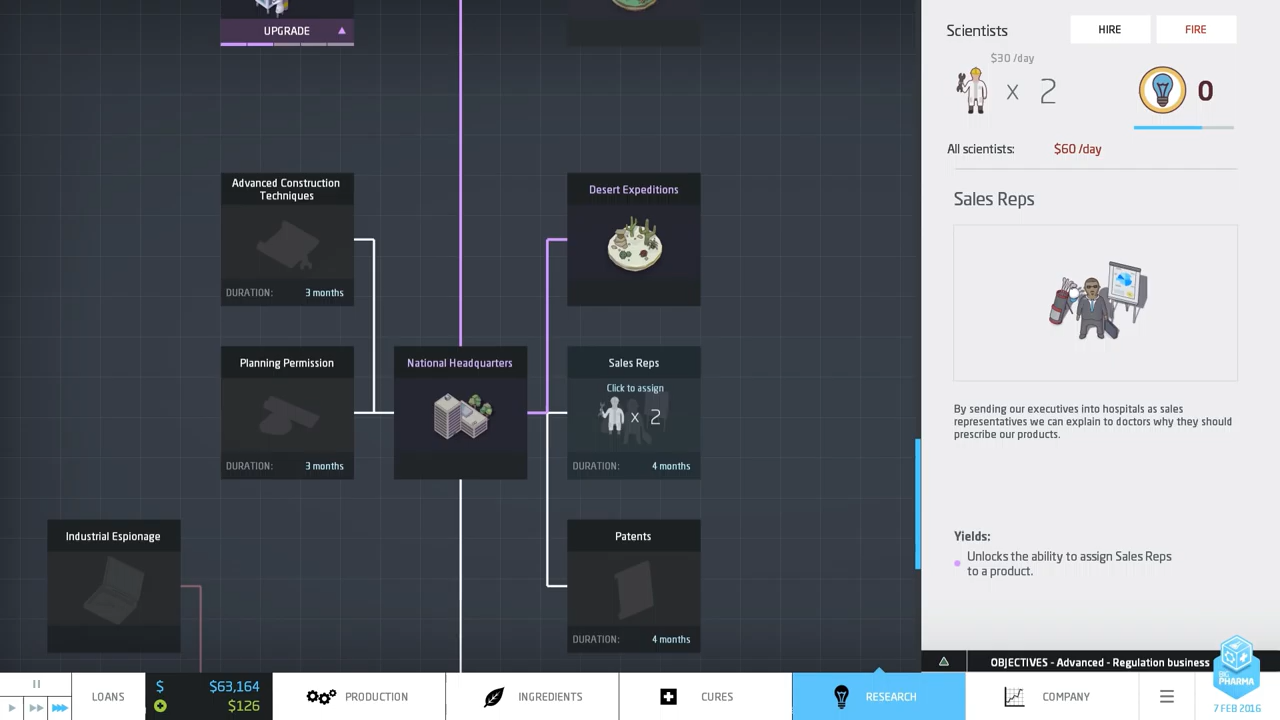 UPGRADE
Advanced Construction
Techniques
DURATION: 3 months
Desert Expeditions
Planning Permission
DURATION: 3 months
National Headquarters
Sales Reps
Click to assign
x 2
DURATION: 4 months
Industrial Espionage
Patents
DURATION: 4 months
Scientists
HIRE
FIRE
$30 /day
x 2
0
All scientists: $60 /day
Sales Reps
By sending our executives into hospitals as sales
representatives we can explain to doctors why they should
prescribe our products.
Yields:
Unlocks the ability to assign Sales Reps
to a product.
OBJECTIVES - Advanced - Regulation business
LOANS
$ $63,164
$126
PRODUCTION
INGREDIENTS
CURES
RESEARCH
COMPANY
BIG
PHARMA
7 FEB 2016